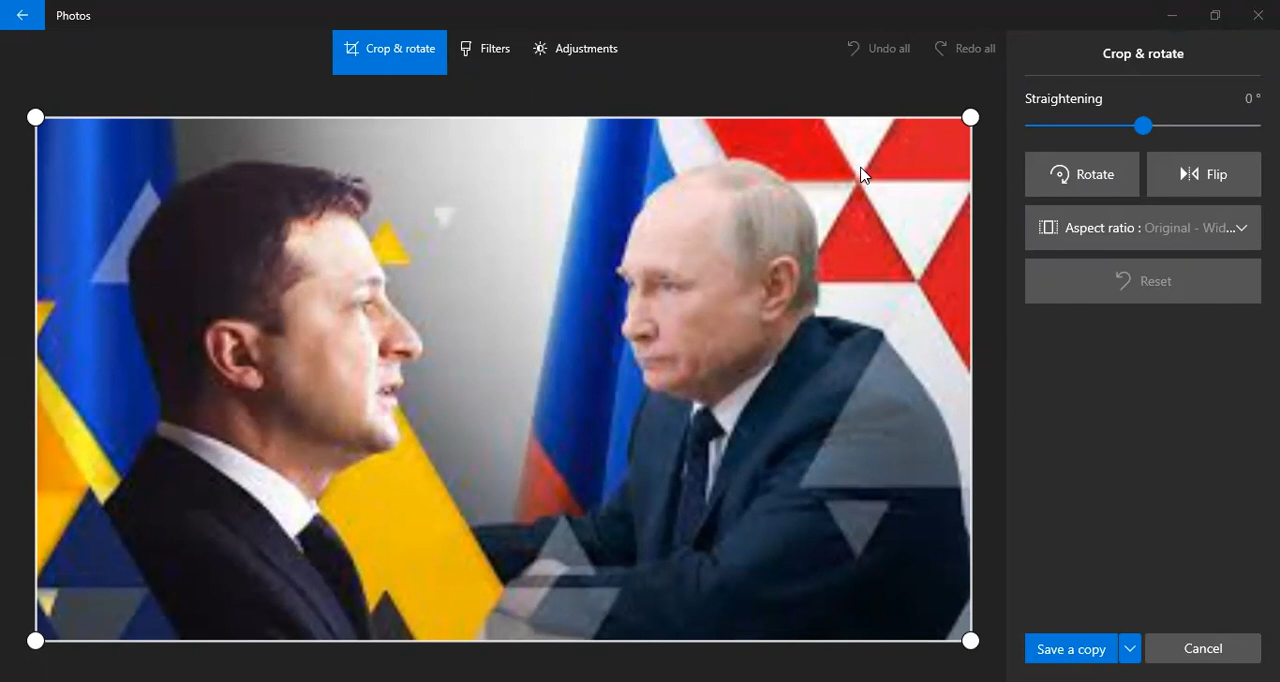 Photos
Crop & rotate
Filters
Adjustments
Undo all
Redo all
Crop & rotate
Straightening 0 °
Rotate
Flip
Aspect ratio : Original - Wid...
Reset
Save a copy
Cancel